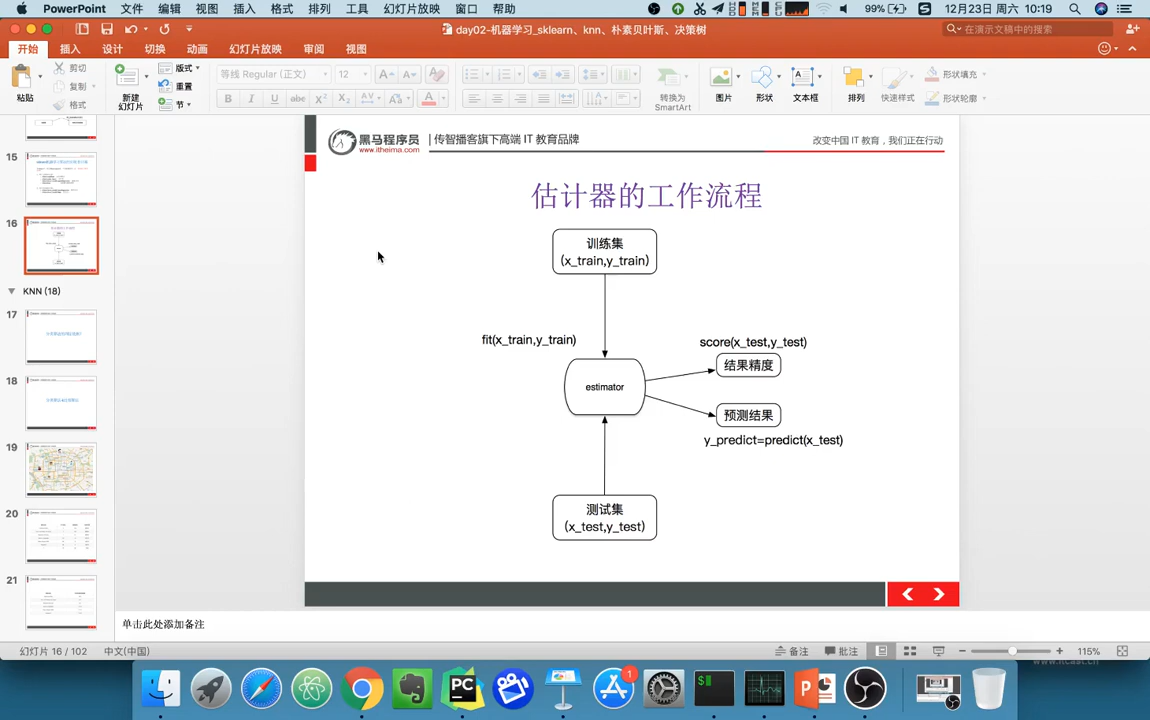 PowerPoint 文件 编辑 视图 插入 格式 排列 工具 幻灯片放映 窗口 帮助 99% 12月23日 周六 10:19
day02-机器学习_sklearn、knn、朴素贝叶斯、决策树
在演示文稿中的搜索
开始 插入 设计 切换 动画 幻灯片放映 审阅 视图
粘贴
剪切
复制
格式
新建
幻灯片
版式
重置
节
等线 Regular (正文) 12
转换为
SmartArt
图片
形状
文本框
排列
快速样式
形状填充
形状轮廓
15
16
KNN (18)
17
18
19
20
21
黑马程序员
www.itheima.com
传智播客旗下高端 IT 教育品牌
改变中国 IT 教育，我们正在行动
估计器的工作流程
训练集
(x_train,y_train)
fit(x_train,y_train)
score(x_test,y_test)
结果精度
estimator
预测结果
y_predict=predict(x_test)
测试集
(x_test,y_test)
单击此处添加备注
幻灯片 16 / 102 中文(中国) 备注 批注 115%